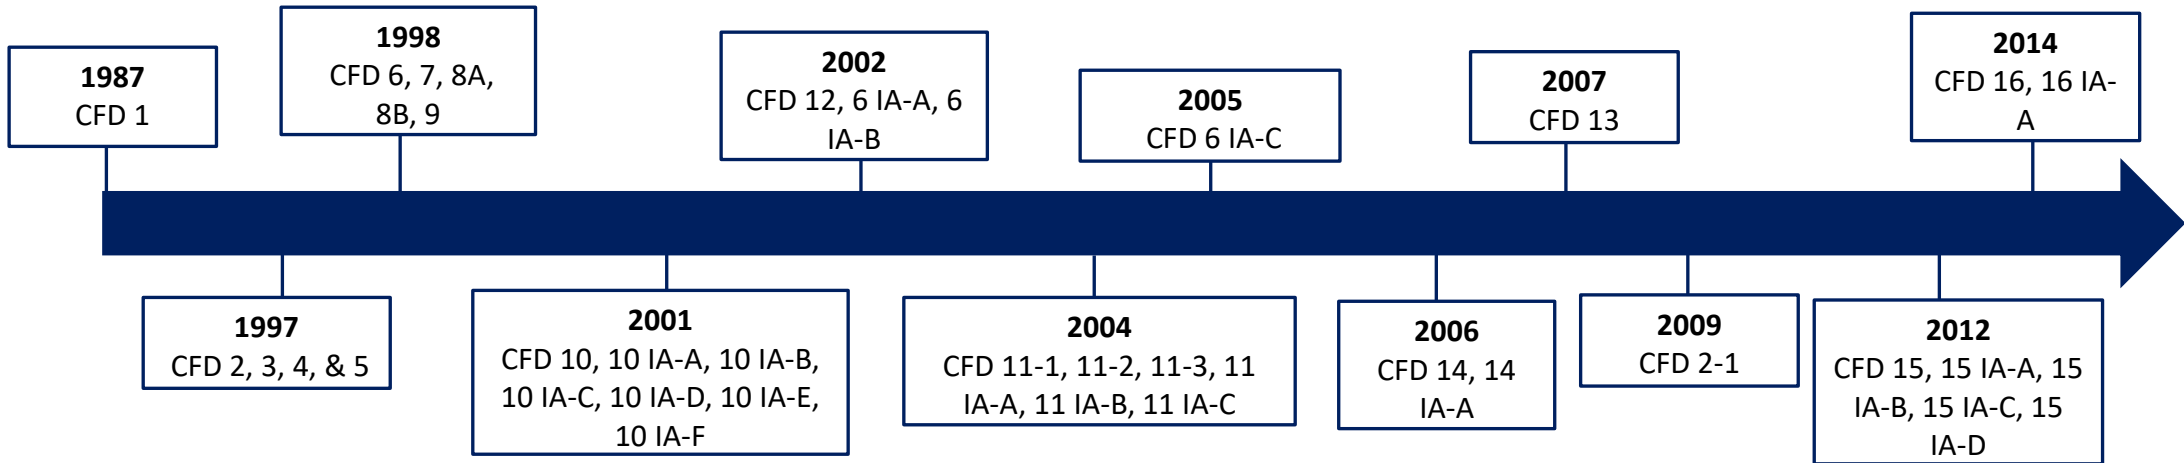 1987
CFD 1
1998
CFD 6, 7, 8A,
8B, 9
2002
CFD 12, 6 IA-A, 6
IA-B
2005
CFD 6 IA-C
2007
CFD 13
2014
CFD 16, 16 IA-
A
1997
CFD 2, 3, 4, & 5
2001
CFD 10, 10 IA-A, 10 IA-B,
10 IA-C, 10 IA-D, 10 IA-E,
10 IA-F
2004
CFD 11-1, 11-2, 11-3, 11
IA-A, 11 IA-B, 11 IA-C
2006
CFD 14, 14
IA-A
2009
CFD 2-1
2012
CFD 15, 15 IA-A, 15
IA-B, 15 IA-C, 15
IA-D